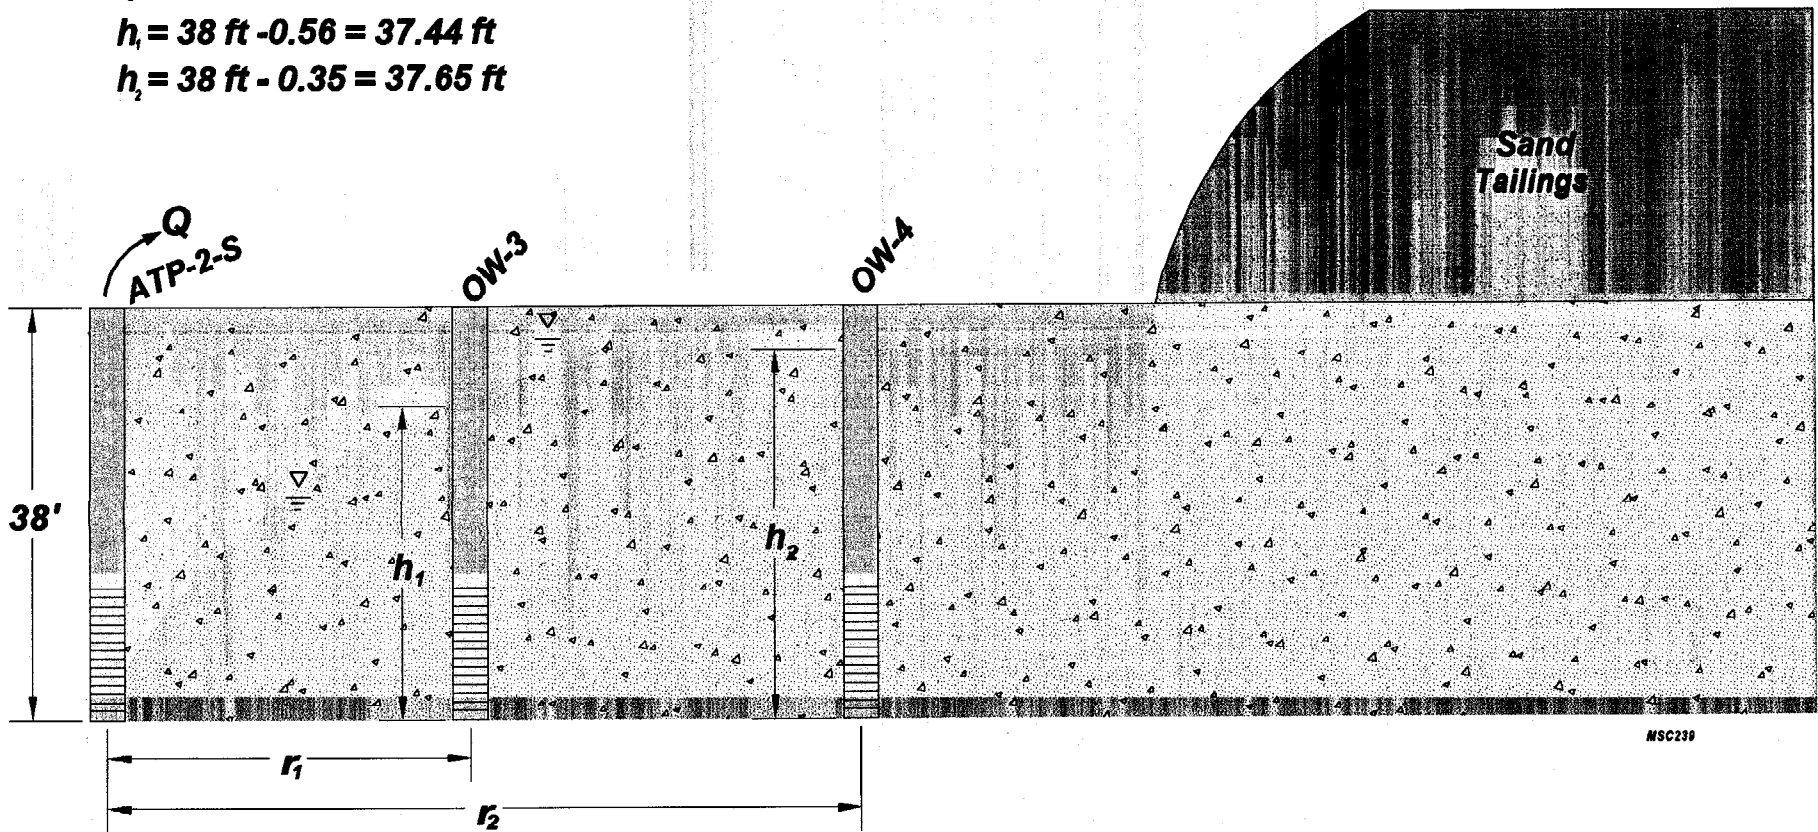 h₁ = 38 ft -0.56 = 37.44 ft
h₂ = 38 ft - 0.35 = 37.65 ft
Sand
Tailings
Q
ATP-2-S
OW-3
OW-4
38'
h₁
h₂
MSC239
r₁
r₂